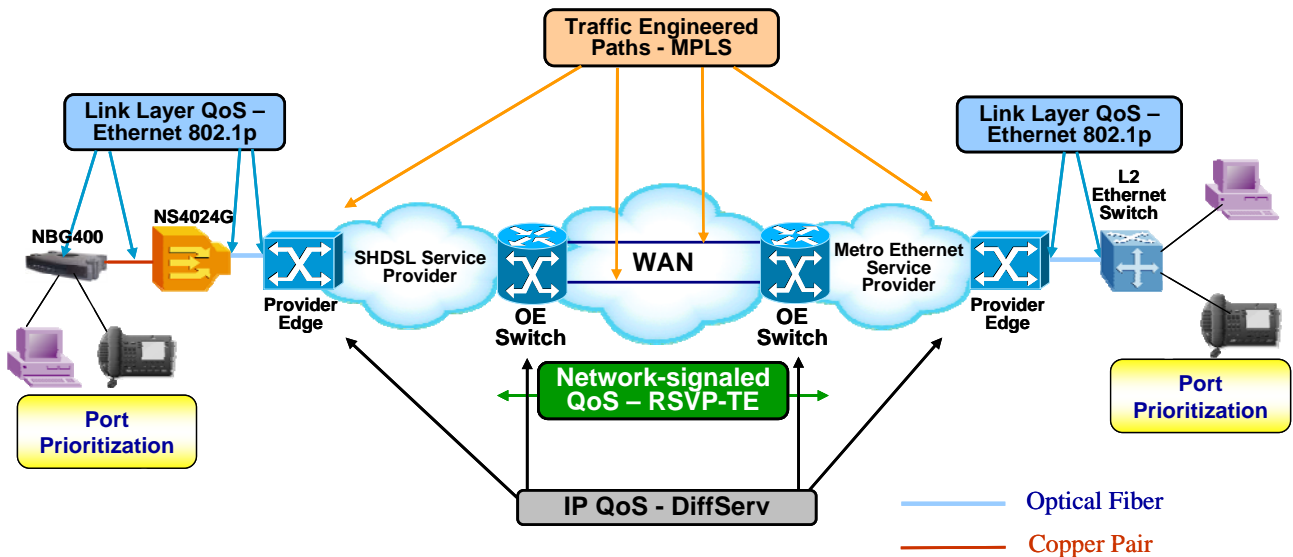 Traffic Engineered
Paths - MPLS
Link Layer QoS –
Ethernet 802.1p
Link Layer QoS –
Ethernet 802.1p
L2
Ethernet
Switch
NS4024G
NBG400
SHDSL Service
Provider
WAN
Metro Ethernet
Service
Provider
Provider
Edge
OE
Switch
OE
Switch
Provider
Edge
Network-signaled
QoS – RSVP-TE
Port
Prioritization
Port
Prioritization
IP QoS - DiffServ
Optical Fiber
Copper Pair